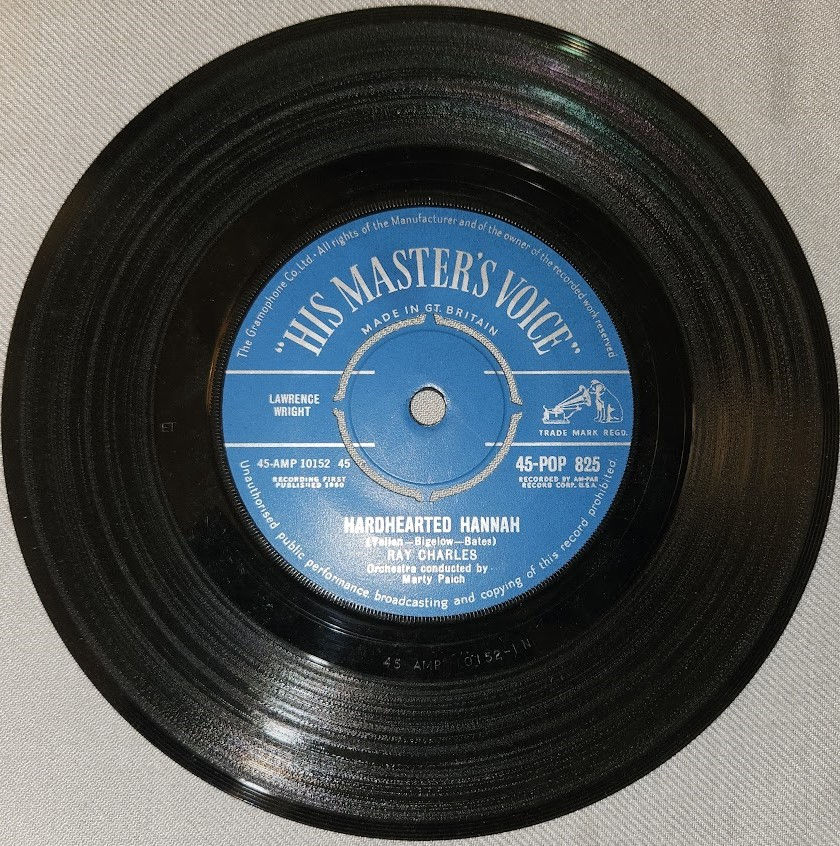 The Gramophone Co. Ltd · All rights of the Manufacturer and of the owner of the recorded work reserved
"HIS MASTER'S VOICE"
MADE IN GT. BRITAIN
LAWRENCE
WRIGHT
TRADE MARK REGD.
45-AMP 10152 45
RECORDING FIRST
PUBLISHED 1960
45-POP 825
RECORDED BY AM-PAR
RECORD CORP. U.S.A.
HARDHEARTED HANNAH
(Yellen—Bigelow—Bates)
RAY CHARLES
Orchestra conducted by
Marty Paich
Unauthorised public performance broadcasting and copying of this record prohibited
45 AMP 10152-1N